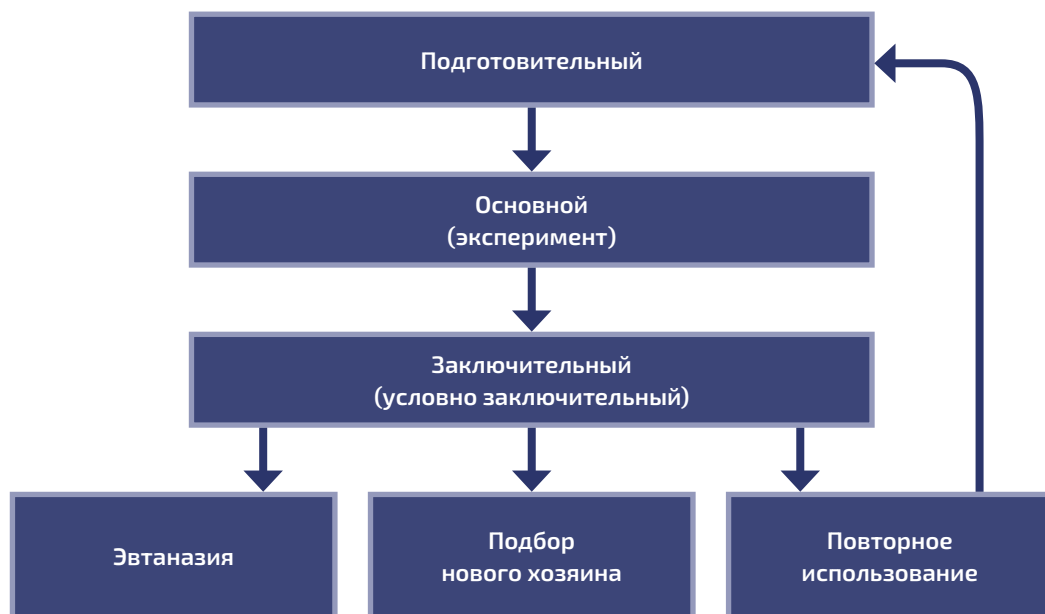 Подготовительный
Основной
(эксперимент)
Заключительный
(условно заключительный)
Эвтаназия
Подбор
нового хозяина
Повторное
использование